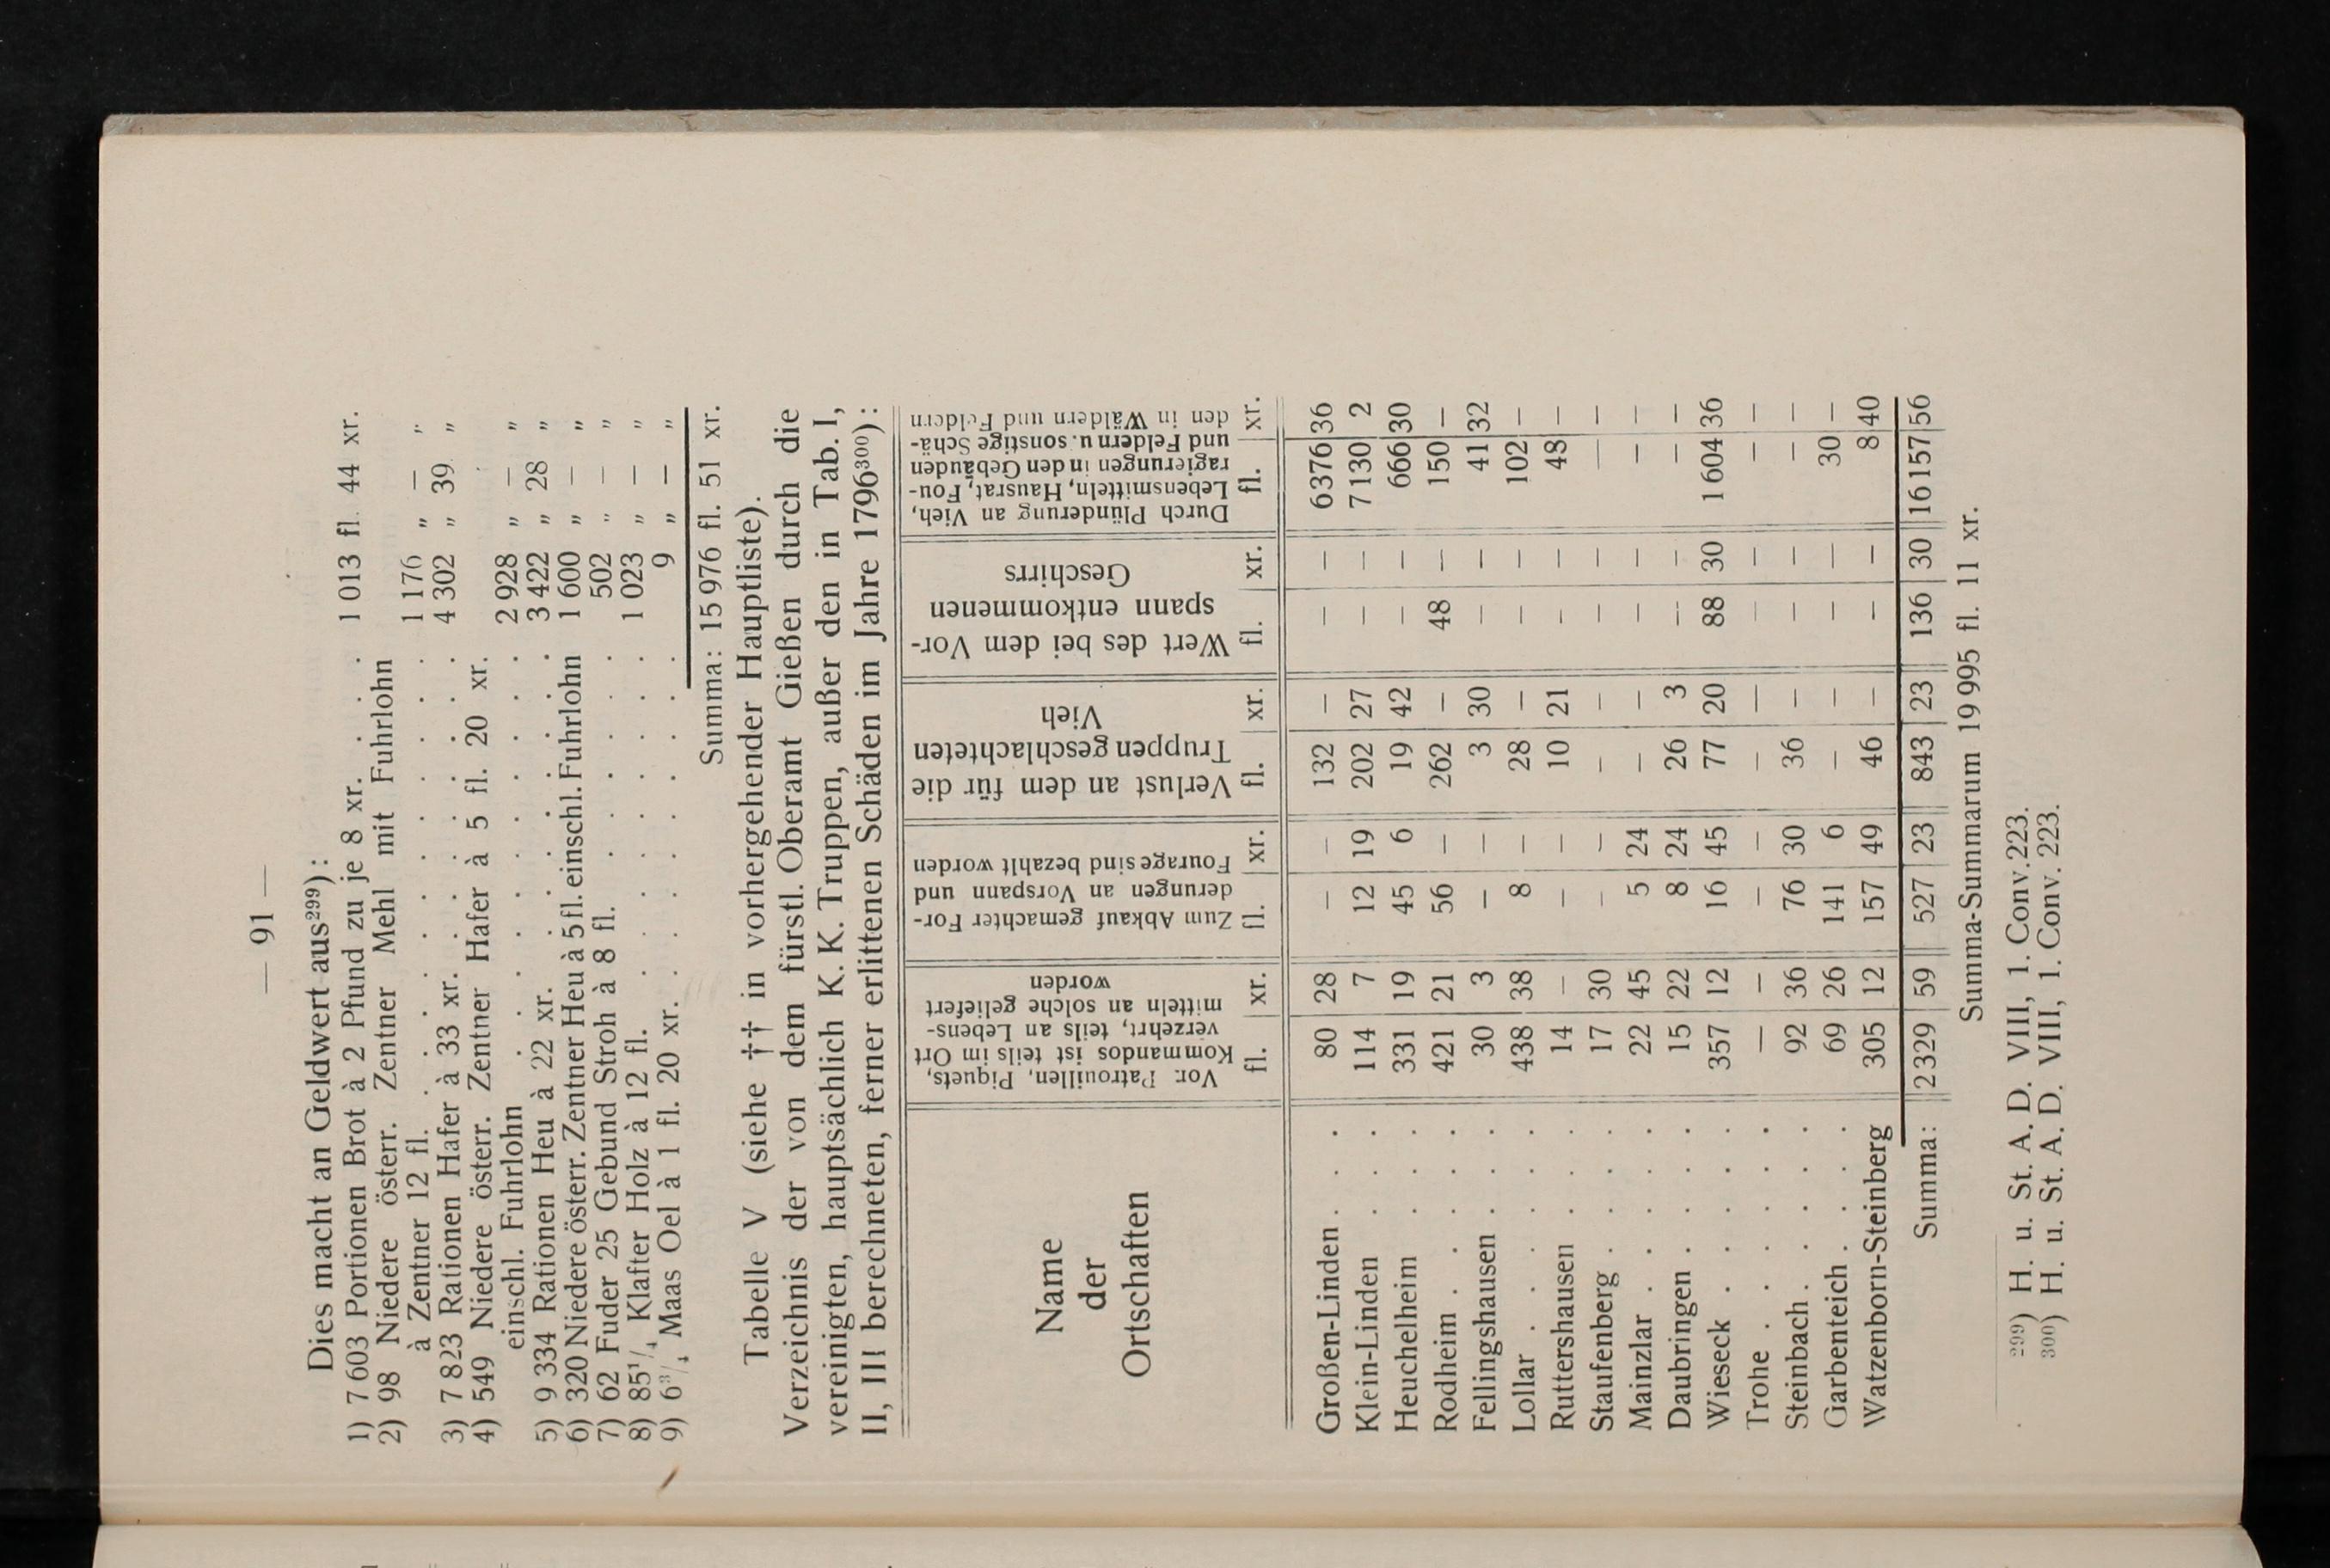 — 91 —
Dies macht an Geldwert aus²⁹⁹) :
1) 7 603 Portionen Brot à 2 Pfund zu je 8 xr. . . . 1 013 fl. 44 xr.
2) 98 Niedere österr. Zentner Mehl mit Fuhrlohn
à Zentner 12 fl. . . . . . . . . . . 1 176 „ — „
3) 7 823 Rationen Hafer à 33 xr. . . . . . . . 4 302 „ 39 „
4) 549 Niedere österr. Zentner Hafer à 5 fl. 20 xr.
einschl. Fuhrlohn . . . . . . . . . . 2 928 „ — „
5) 9 334 Rationen Heu à 22 xr. . . . . . . . 3 422 „ 28 „
6) 320 Niedere österr. Zentner Heu à 5 fl. einschl. Fuhrlohn 1 600 „ — „
7) 62 Fuder 25 Gebund Stroh à 8 fl. . . . . . 502 „ — „
8) 85¹/₄ Klafter Holz à 12 fl. . . . . . . . 1 023 „ — „
9) 6³/₄ Maas Oel à 1 fl. 20 xr. . . . . . . . 9 „ — „
Summa: 15 976 fl. 51 xr.
Tabelle V (siehe †† in vorhergehender Hauptliste).
Verzeichnis der von dem fürstl. Oberamt Gießen durch die
vereinigten, hauptsächlich K. K. Truppen, außer den in Tab. I,
II, III berechneten, ferner erlittenen Schäden im Jahre 1796³⁰⁰) :
Name
der
Ortschaften
Vor. Patrouillen, Piquets,
Kommandos ist teils im Ort
verzehrt, teils an Lebens-
mitteln an solche geliefert
worden
Zum Abkauf gemachter For-
derungen an Vorspann und
Fourage sind bezahlt worden
Verlust an dem für die
Truppen geschlachteten
Vieh
Wert des bei dem Vor-
spann entkommenen
Geschirrs
Durch Plünderung an Vieh,
Lebensmitteln, Hausrat, Fou-
ragierungen in den Gebäuden
und Feldern u. sonstige Schä-
den in Wäldern und Feldern
fl. xr. fl. xr. fl. xr. fl. xr. fl. xr.
Großen-Linden . . . 80 28 — — 132 — — — 6376 36
Klein-Linden . . . 114 7 12 19 202 27 — — 7130 2
Heuchelheim . . . 331 19 45 6 19 42 — — 666 30
Rodheim . . . . . 421 21 56 — 262 — 48 — 150 —
Fellingshausen . . . 30 3 — — 3 30 — — 41 32
Lollar . . . . . . 438 38 8 — 28 — — — 102 —
Ruttershausen . . . 14 — — — 10 21 — — 48 —
Staufenberg . . . . 17 30 — — — — — — — —
Mainzlar . . . . . 22 45 5 24 — — — — — —
Daubringen . . . . 15 22 8 24 26 3 — — — —
Wieseck . . . . . 357 12 16 45 77 20 88 30 1604 36
Trohe . . . . . . — — — — — — — — — —
Steinbach . . . . . 92 36 76 30 36 — — — — —
Garbenteich . . . . 69 26 141 6 — — — — 30 —
Watzenborn-Steinberg 305 12 157 49 46 — — — 8 40
Summa: 2329 59 527 23 843 23 136 30 16157 56
Summa-Summarum 19 995 fl. 11 xr.
²⁹⁹) H. u. St. A. D. VIII, 1. Conv. 223.
³⁰⁰) H. u. St. A. D. VIII, 1. Conv. 223.